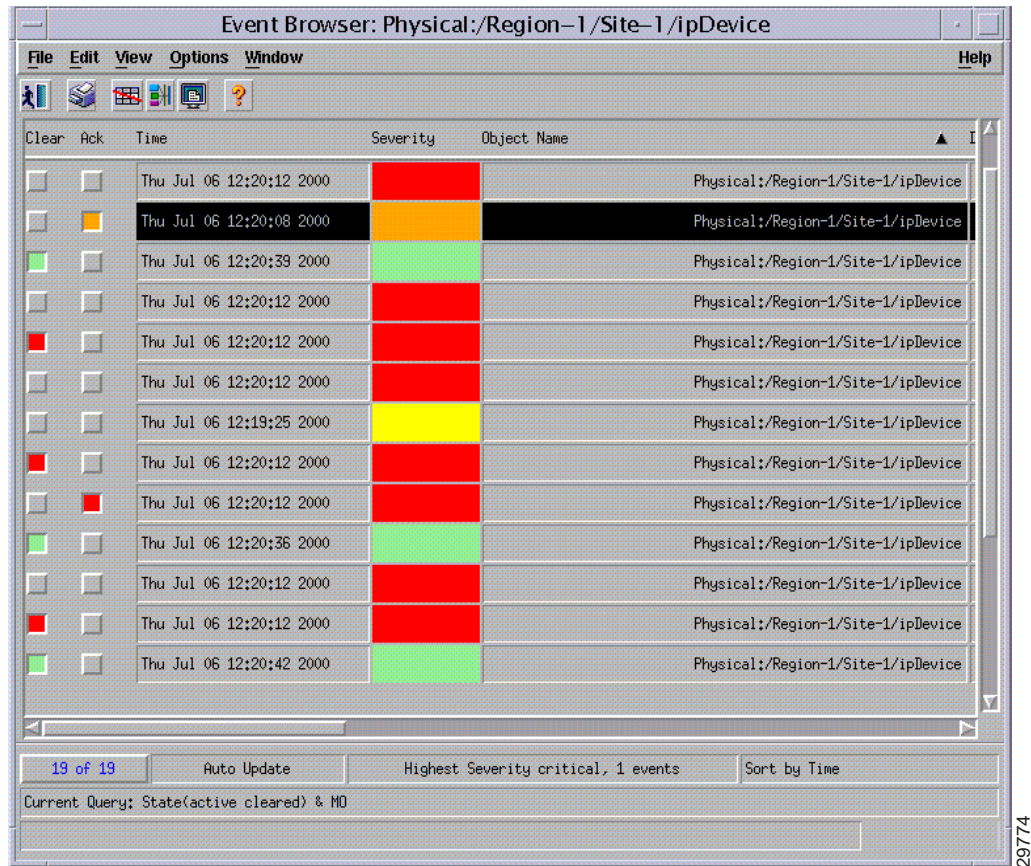 Event Browser: Physical:/Region-1/Site-1/ipDevice
File Edit View Options Window Help
Clear Ack Time Severity Object Name
Thu Jul 06 12:20:12 2000 Physical:/Region-1/Site-1/ipDevice
Thu Jul 06 12:20:08 2000 Physical:/Region-1/Site-1/ipDevice
Thu Jul 06 12:20:39 2000 Physical:/Region-1/Site-1/ipDevice
Thu Jul 06 12:20:12 2000 Physical:/Region-1/Site-1/ipDevice
Thu Jul 06 12:20:12 2000 Physical:/Region-1/Site-1/ipDevice
Thu Jul 06 12:20:12 2000 Physical:/Region-1/Site-1/ipDevice
Thu Jul 06 12:19:25 2000 Physical:/Region-1/Site-1/ipDevice
Thu Jul 06 12:20:12 2000 Physical:/Region-1/Site-1/ipDevice
Thu Jul 06 12:20:12 2000 Physical:/Region-1/Site-1/ipDevice
Thu Jul 06 12:20:36 2000 Physical:/Region-1/Site-1/ipDevice
Thu Jul 06 12:20:12 2000 Physical:/Region-1/Site-1/ipDevice
Thu Jul 06 12:20:12 2000 Physical:/Region-1/Site-1/ipDevice
Thu Jul 06 12:20:42 2000 Physical:/Region-1/Site-1/ipDevice
19 of 19 Auto Update Highest Severity critical, 1 events Sort by Time
Current Query: State(active cleared) & MO
29774